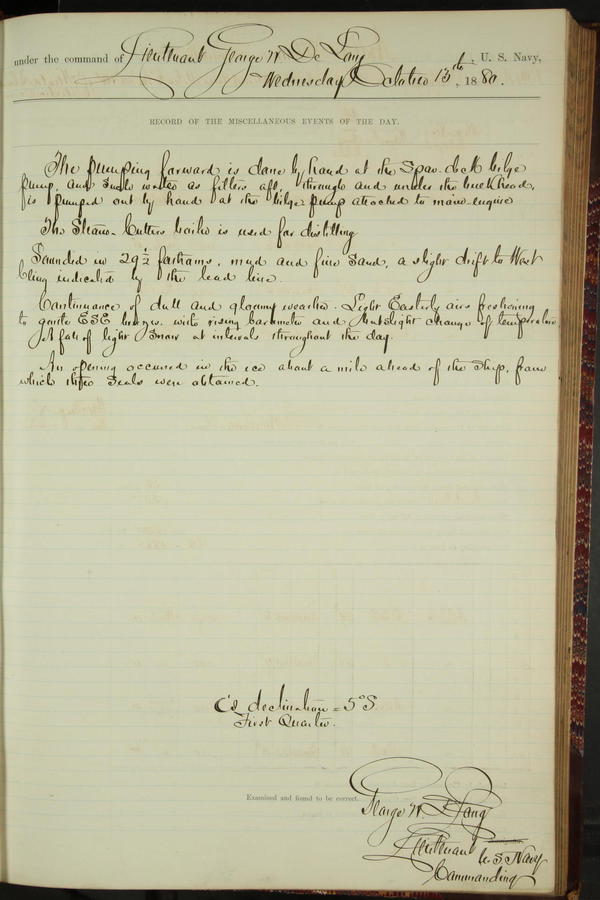 under the command of Lieutenant George W. De Long, U. S. Navy,
Wednesday October 13th, 1880.
RECORD OF THE MISCELLANEOUS EVENTS OF THE DAY.
The pumping forward is done by hand at the Spar-deck bilge
pump, and such water as filters aft, through and under the bulkhead,
is pumped out by hand at the bilge pump attached to main engine
The Steam-Cutters boiler is used for distilling
Sounded in 29 1/2 fathoms, mud and fine sand, a slight drift to West
being indicated by the lead line.
Continuance of dull and gloomy weather. Light Easterly airs freshening
to gentle ESE breezes, with rising barometer and but slight change of temperature
A fall of light snow at intervals throughout the day.
An opening occurred in the ice about a mile ahead of the Ship, from
which three Seals were obtained.
☾'s declination = 5° S.
First Quarter.
Examined and found to be correct.
George W. De Long
Lieutenant U.S. Navy
Commanding